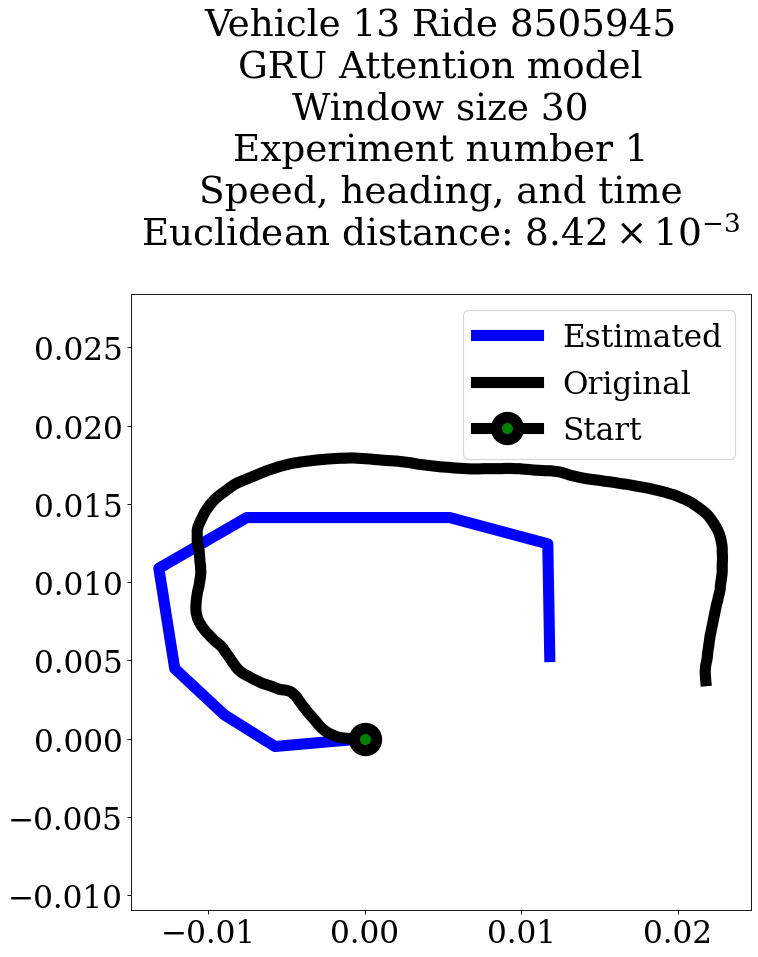 Vehicle 13 Ride 8505945
GRU Attention model
Window size 30
Experiment number 1
Speed, heading, and time
Euclidean distance: 8.42 × 10⁻³
Estimated
Original
Start
0.025
0.020
0.015
0.010
0.005
0.000
−0.005
−0.010
−0.01 0.00 0.01 0.02